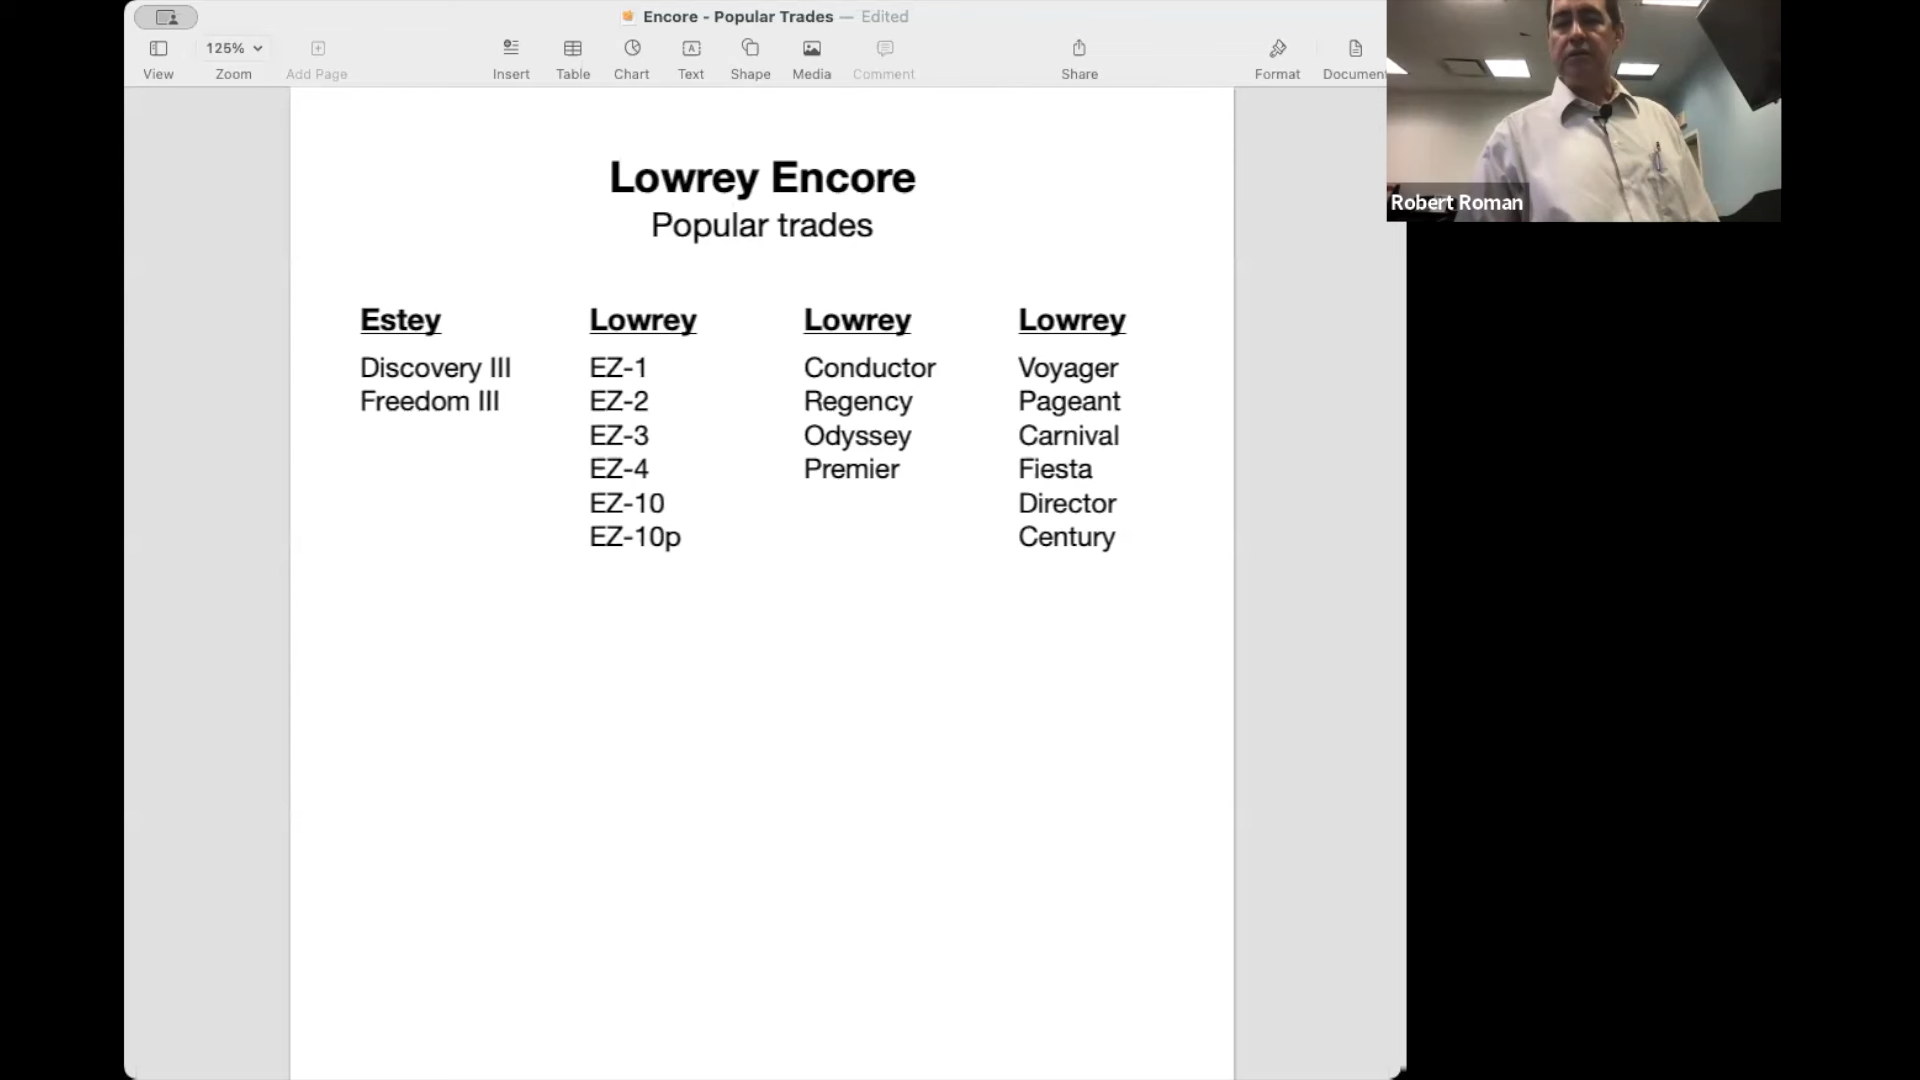 Encore - Popular Trades — Edited
125%
View
Zoom
Add Page
Insert
Table
Chart
Text
Shape
Media
Comment
Share
Format
Document
Robert Roman
Lowrey Encore
Popular trades
Estey
Discovery III
Freedom III
Lowrey
EZ-1
EZ-2
EZ-3
EZ-4
EZ-10
EZ-10p
Lowrey
Conductor
Regency
Odyssey
Premier
Lowrey
Voyager
Pageant
Carnival
Fiesta
Director
Century